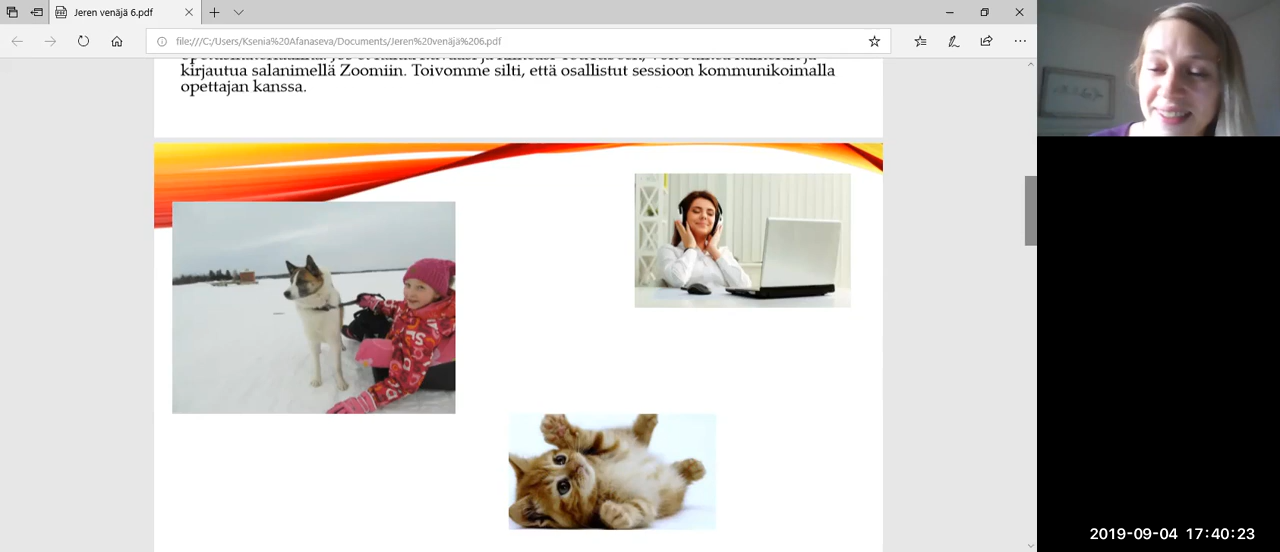 Jeren venäjä 6.pdf
file:///C:/Users/Ksenia%20Afanaseva/Documents/Jeren%20venäjä%206.pdf
kirjautua salanimellä Zoomiin. Toivomme silti, että osallistut sessioon kommunikoimalla
opettajan kanssa.
2019-09-04 17:40:23